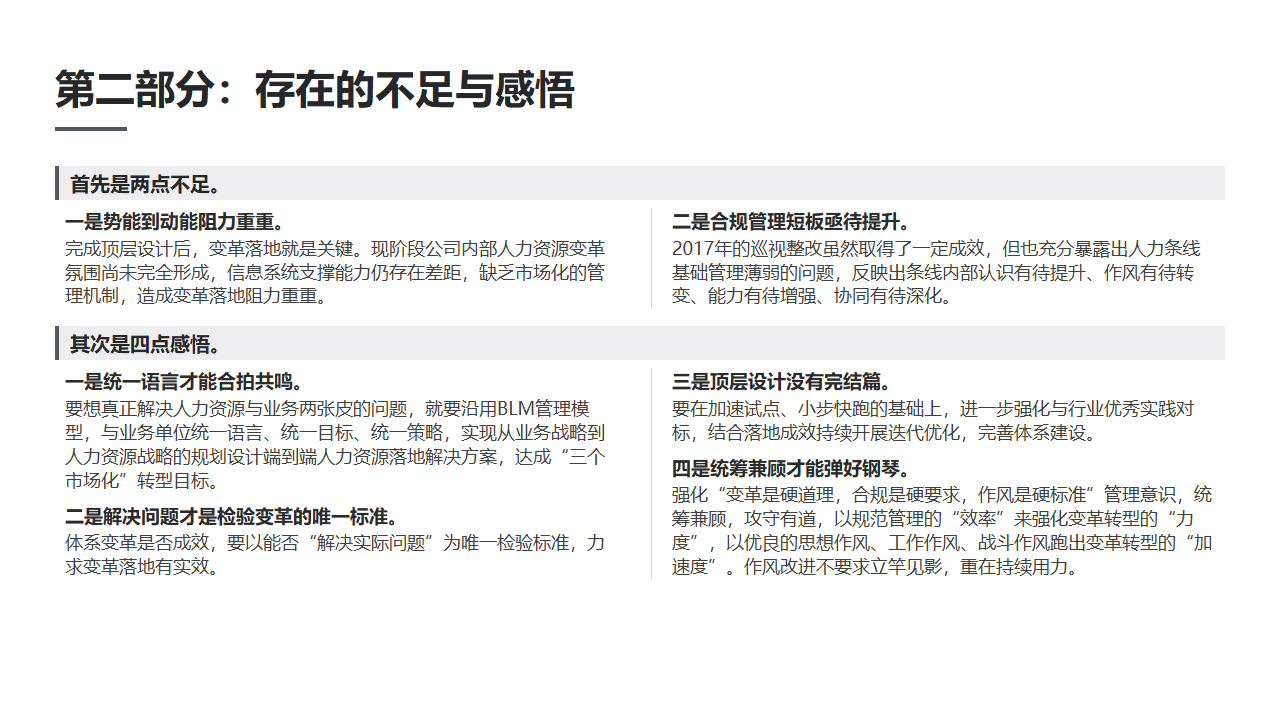 第二部分：存在的不足与感悟
首先是两点不足。
一是势能到动能阻力重重。
完成顶层设计后，变革落地就是关键。现阶段公司内部人力资源变革
氛围尚未完全形成，信息系统支撑能力仍存在差距，缺乏市场化的管
理机制，造成变革落地阻力重重。
二是合规管理短板亟待提升。
2017年的巡视整改虽然取得了一定成效，但也充分暴露出人力条线
基础管理薄弱的问题，反映出条线内部认识有待提升、作风有待转
变、能力有待增强、协同有待深化。
其次是四点感悟。
一是统一语言才能合拍共鸣。
要想真正解决人力资源与业务两张皮的问题，就要沿用BLM管理模
型，与业务单位统一语言、统一目标、统一策略，实现从业务战略到
人力资源战略的规划设计端到端人力资源落地解决方案，达成“三个
市场化”转型目标。
二是解决问题才是检验变革的唯一标准。
体系变革是否成效，要以能否“解决实际问题”为唯一检验标准，力
求变革落地有实效。
三是顶层设计没有完结篇。
要在加速试点、小步快跑的基础上，进一步强化与行业优秀实践对
标，结合落地成效持续开展迭代优化，完善体系建设。
四是统筹兼顾才能弹好钢琴。
强化“变革是硬道理，合规是硬要求，作风是硬标准”管理意识，统
筹兼顾，攻守有道，以规范管理的“效率”来强化变革转型的“力
度”，以优良的思想作风、工作作风、战斗作风跑出变革转型的“加
速度”。作风改进不要求立竿见影，重在持续用力。